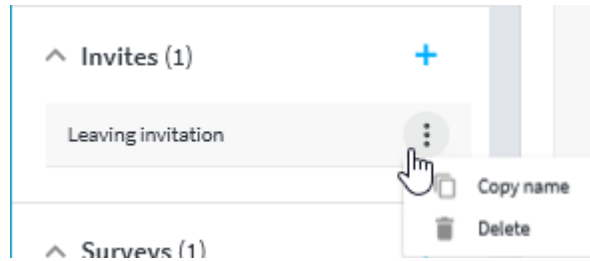 Invites (1)
Leaving invitation
Copy name
Delete
Surveys (1)